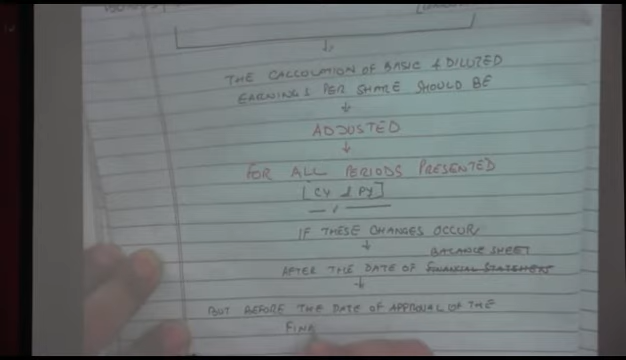 ↓
THE CALCULATION OF BASIC & DILUTED
EARNINGS PER SHARE SHOULD BE
↓
ADJUSTED
↓
FOR ALL PERIODS PRESENTED
[CY & PY]
IF THESE CHANGES OCCUR
↓
BALANCE SHEET
AFTER THE DATE OF FINANCIAL STATEMENT
↓
BUT BEFORE THE DATE OF APPROVAL OF THE
FINA